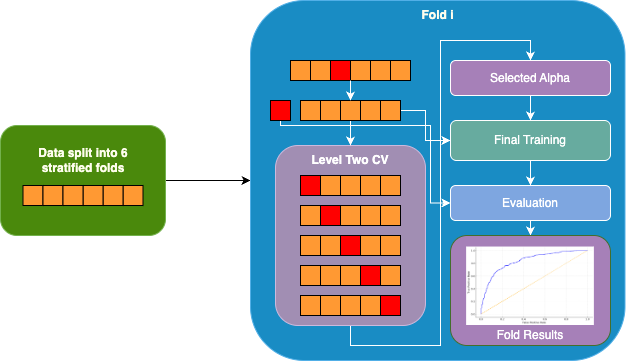 Fold i
Data split into 6
stratified folds
Level Two CV
Selected Alpha
Final Training
Evaluation
Fold Results